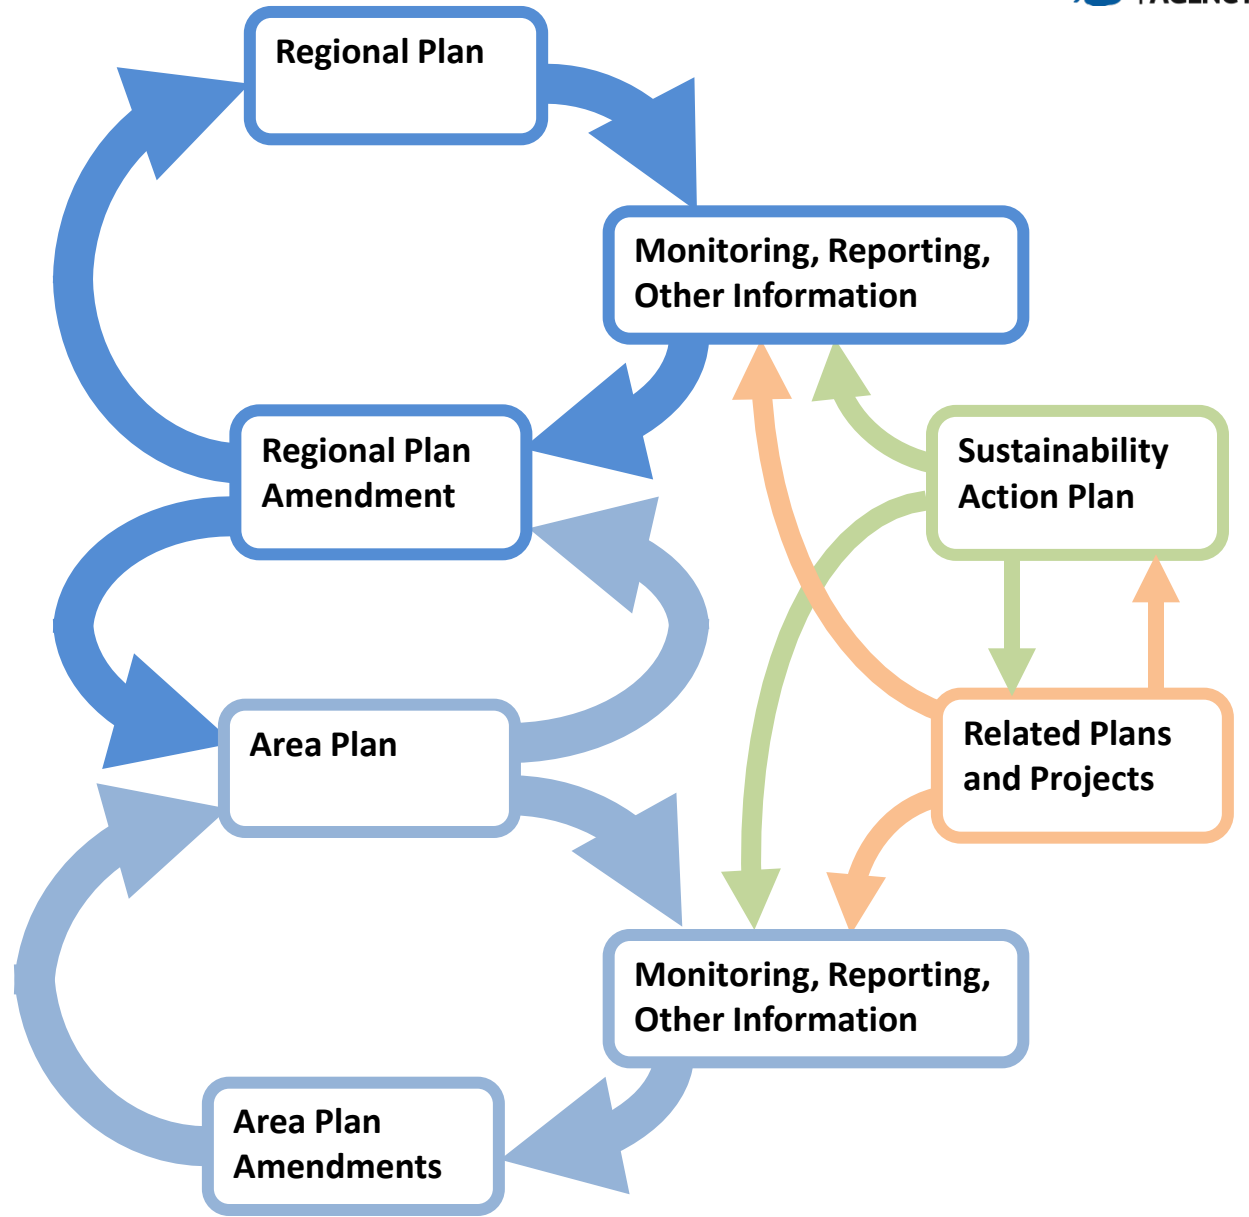 Regional Plan
Monitoring, Reporting,
Other Information
Regional Plan
Amendment
Sustainability
Action Plan
Area Plan
Related Plans
and Projects
Monitoring, Reporting,
Other Information
Area Plan
Amendments